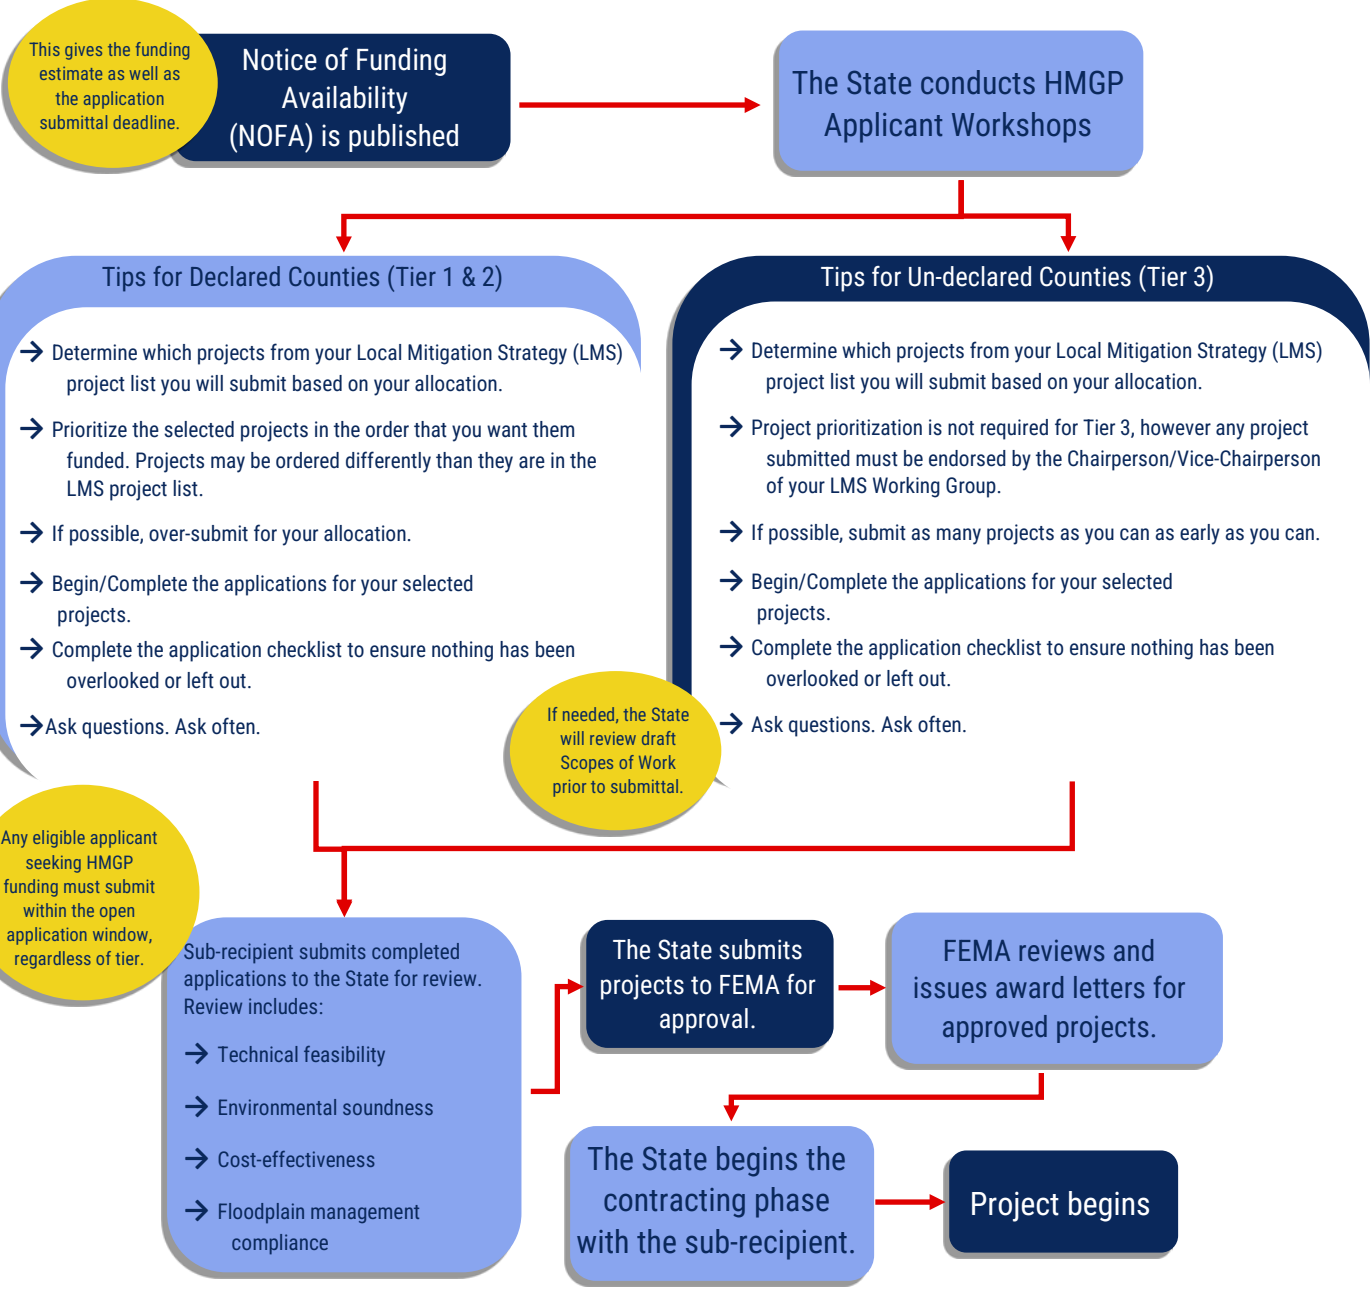 This gives the funding
estimate as well as
the application
submittal deadline.
Notice of Funding
Availability
(NOFA) is published
The State conducts HMGP
Applicant Workshops
Tips for Declared Counties (Tier 1 & 2)
→ Determine which projects from your Local Mitigation Strategy (LMS)
project list you will submit based on your allocation.
→ Prioritize the selected projects in the order that you want them
funded. Projects may be ordered differently than they are in the
LMS project list.
→ If possible, over-submit for your allocation.
→ Begin/Complete the applications for your selected
projects.
→ Complete the application checklist to ensure nothing has been
overlooked or left out.
→ Ask questions. Ask often.
Tips for Un-declared Counties (Tier 3)
→ Determine which projects from your Local Mitigation Strategy (LMS)
project list you will submit based on your allocation.
→ Project prioritization is not required for Tier 3, however any project
submitted must be endorsed by the Chairperson/Vice-Chairperson
of your LMS Working Group.
→ If possible, submit as many projects as you can as early as you can.
→ Begin/Complete the applications for your selected
projects.
→ Complete the application checklist to ensure nothing has been
overlooked or left out.
→ Ask questions. Ask often.
If needed, the State
will review draft
Scopes of Work
prior to submittal.
Any eligible applicant
seeking HMGP
funding must submit
within the open
application window,
regardless of tier.
Sub-recipient submits completed
applications to the State for review.
Review includes:
→ Technical feasibility
→ Environmental soundness
→ Cost-effectiveness
→ Floodplain management
compliance
The State submits
projects to FEMA for
approval.
FEMA reviews and
issues award letters for
approved projects.
The State begins the
contracting phase
with the sub-recipient.
Project begins